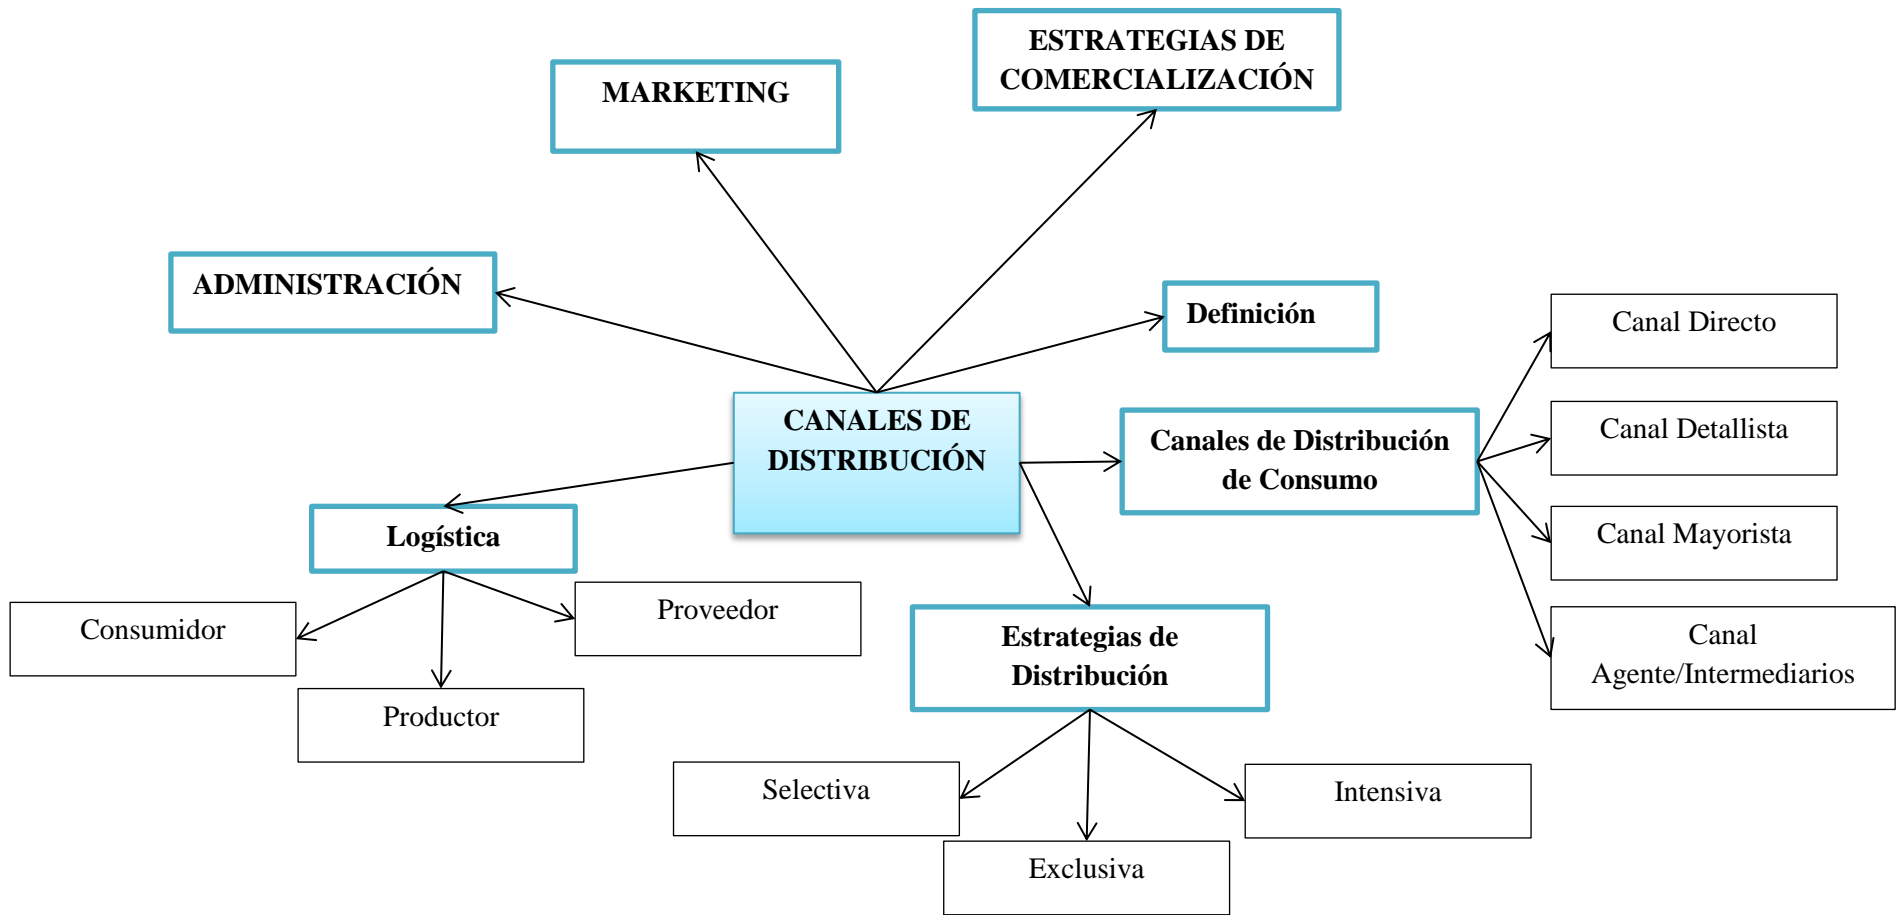 ESTRATEGIAS DE
COMERCIALIZACIÓN
MARKETING
ADMINISTRACIÓN
Definición
Canal Directo
CANALES DE
DISTRIBUCIÓN
Canales de Distribución
de Consumo
Canal Detallista
Canal Mayorista
Canal
Agente/Intermediarios
Logística
Consumidor
Productor
Proveedor
Estrategias de
Distribución
Selectiva
Exclusiva
Intensiva